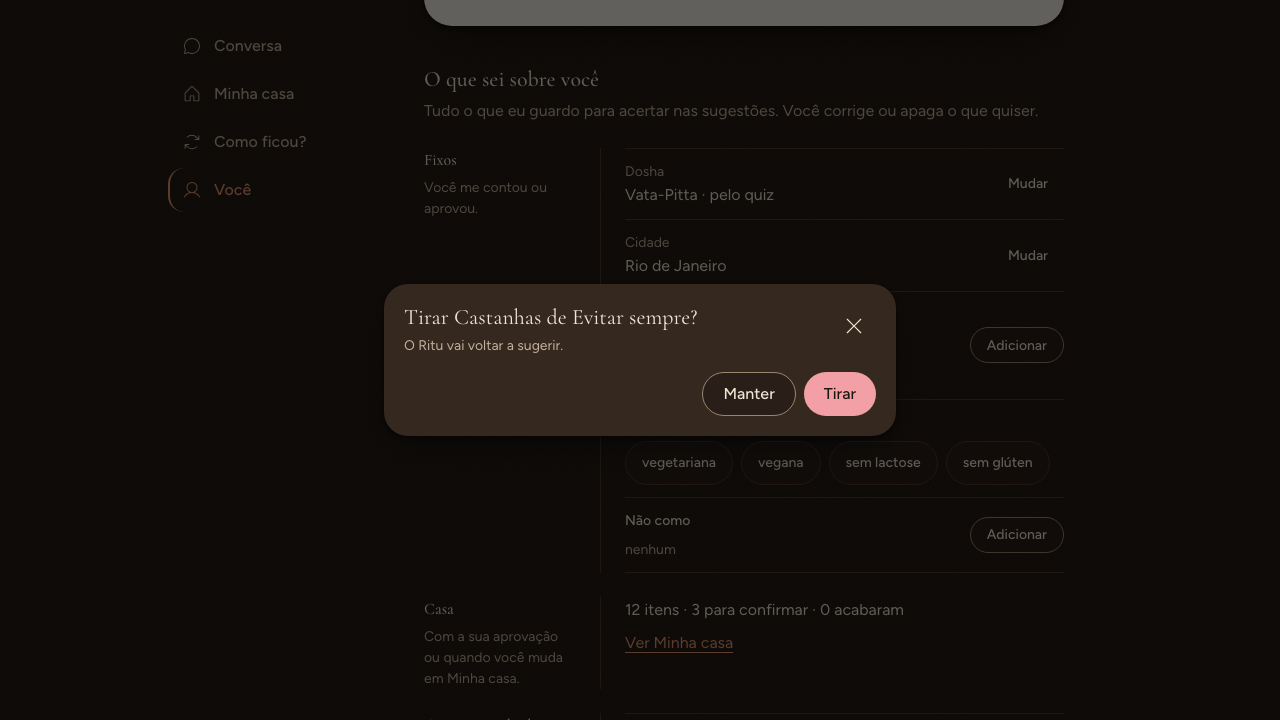 Conversa
Minha casa
Como ficou?
Você
O que sei sobre você
Tudo o que eu guardo para acertar nas sugestões. Você corrige ou apaga o que quiser.
Fixos
Você me contou ou
aprovou.
Dosha
Vata-Pitta · pelo quiz
Mudar
Cidade
Rio de Janeiro
Mudar
Tirar Castanhas de Evitar sempre?
O Ritu vai voltar a sugerir.
Manter
Tirar
Adicionar
vegetariana
vegana
sem lactose
sem glúten
Não como
nenhum
Adicionar
Casa
Com a sua aprovação
ou quando você muda
em Minha casa.
12 itens · 3 para confirmar · 0 acabaram
Ver Minha casa